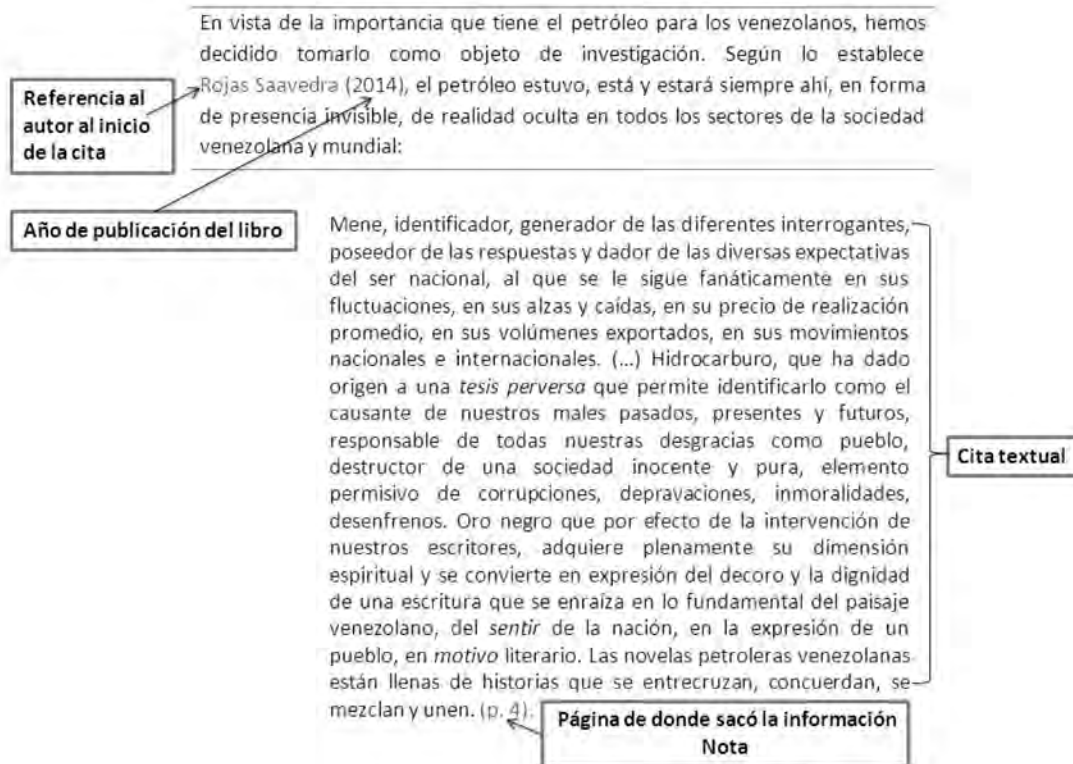 En vista de la importancia que tiene el petróleo para los venezolanos, hemos
decidido tomarlo como objeto de investigación. Según lo establece
Rojas Saavedra (2014), el petróleo estuvo, está y estará siempre ahí, en forma
de presencia invisible, de realidad oculta en todos los sectores de la sociedad
venezolana y mundial:
Referencia al
autor al inicio
de la cita
Año de publicación del libro
Mene, identificador, generador de las diferentes interrogantes,
poseedor de las respuestas y dador de las diversas expectativas
del ser nacional, al que se le sigue fanáticamente en sus
fluctuaciones, en sus alzas y caídas, en su precio de realización
promedio, en sus volúmenes exportados, en sus movimientos
nacionales e internacionales. (...) Hidrocarburo, que ha dado
origen a una tesis perversa que permite identificarlo como el
causante de nuestros males pasados, presentes y futuros,
responsable de todas nuestras desgracias como pueblo,
destructor de una sociedad inocente y pura, elemento
permisivo de corrupciones, depravaciones, inmoralidades,
desenfrenos. Oro negro que por efecto de la intervención de
nuestros escritores, adquiere plenamente su dimensión
espiritual y se convierte en expresión del decoro y la dignidad
de una escritura que se enraíza en lo fundamental del paisaje
venezolano, del sentir de la nación, en la expresión de un
pueblo, en motivo literario. Las novelas petroleras venezolanas
están llenas de historias que se entrecruzan, concuerdan, se
mezclan y unen. (p. 4).
Cita textual
Página de donde sacó la información
Nota